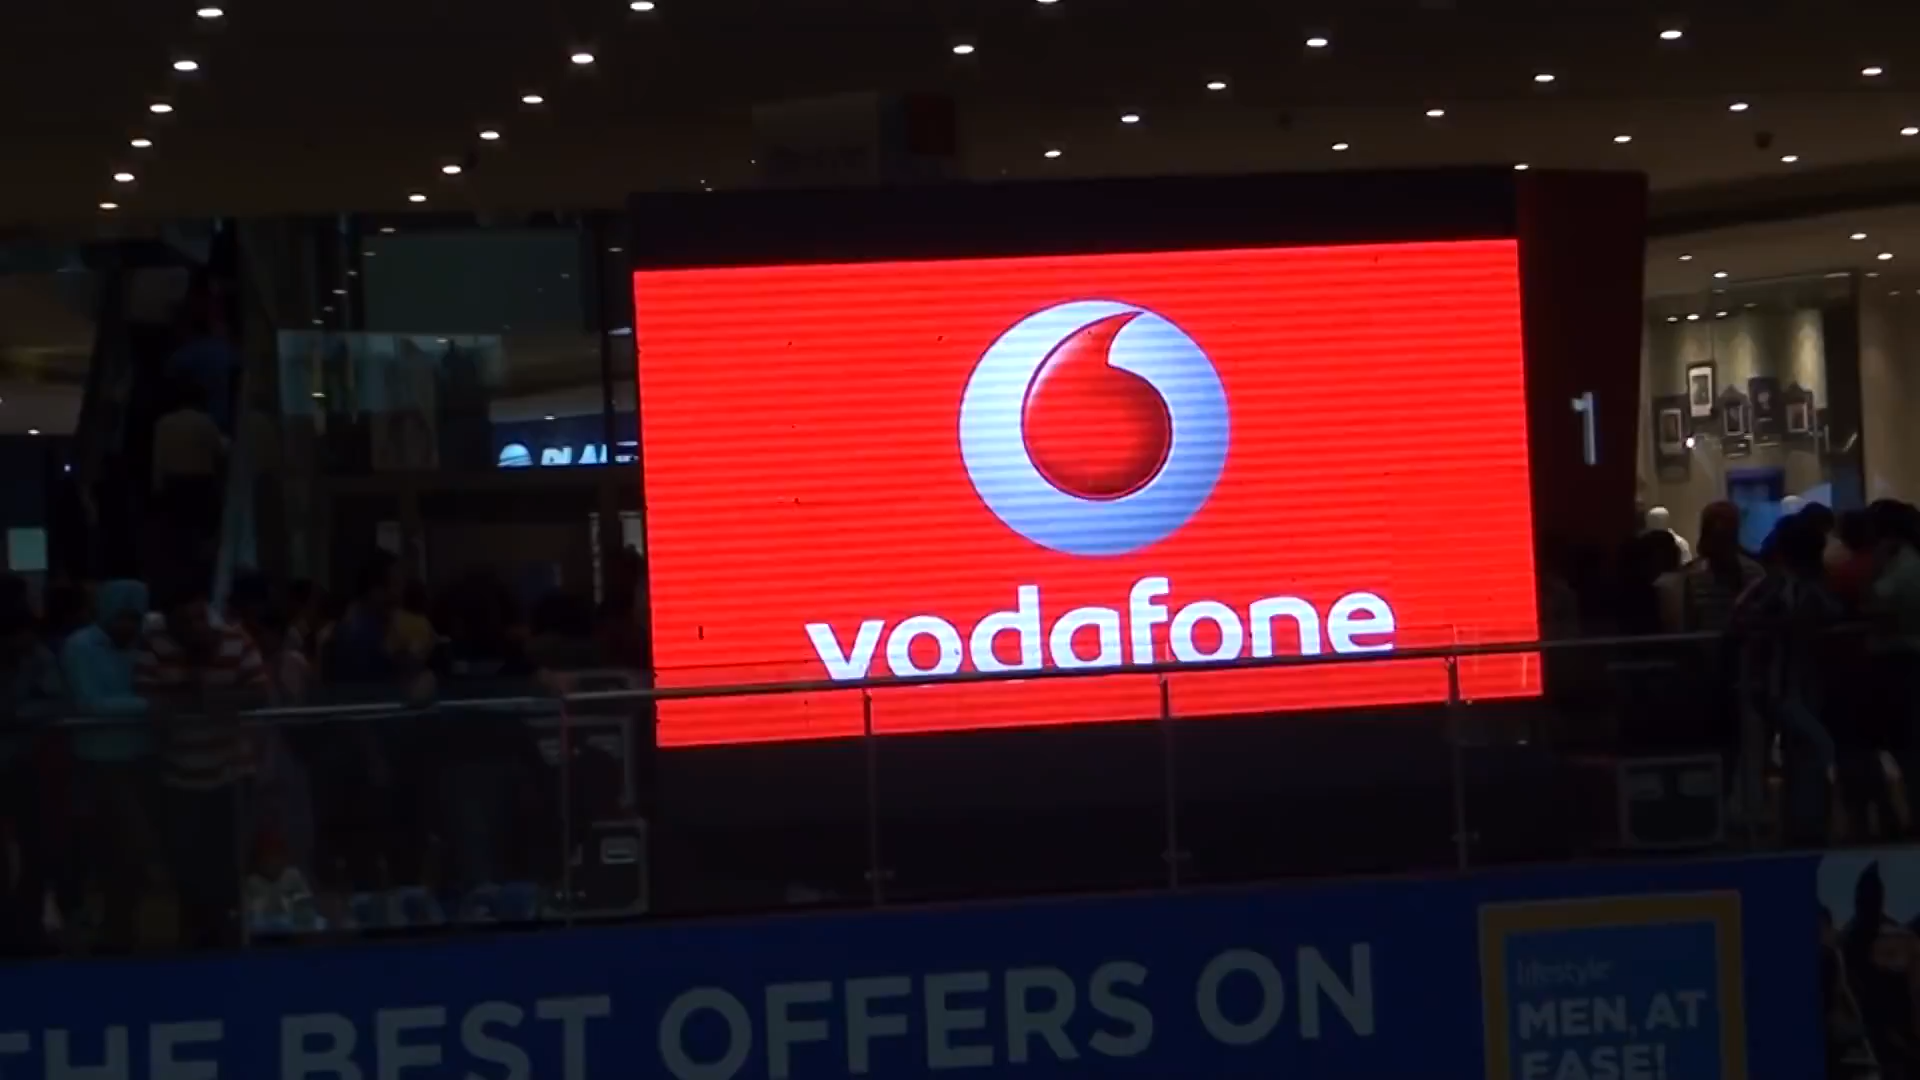 vodafone
1
THE BEST OFFERS ON
lifestyle
MEN, AT
EASE!